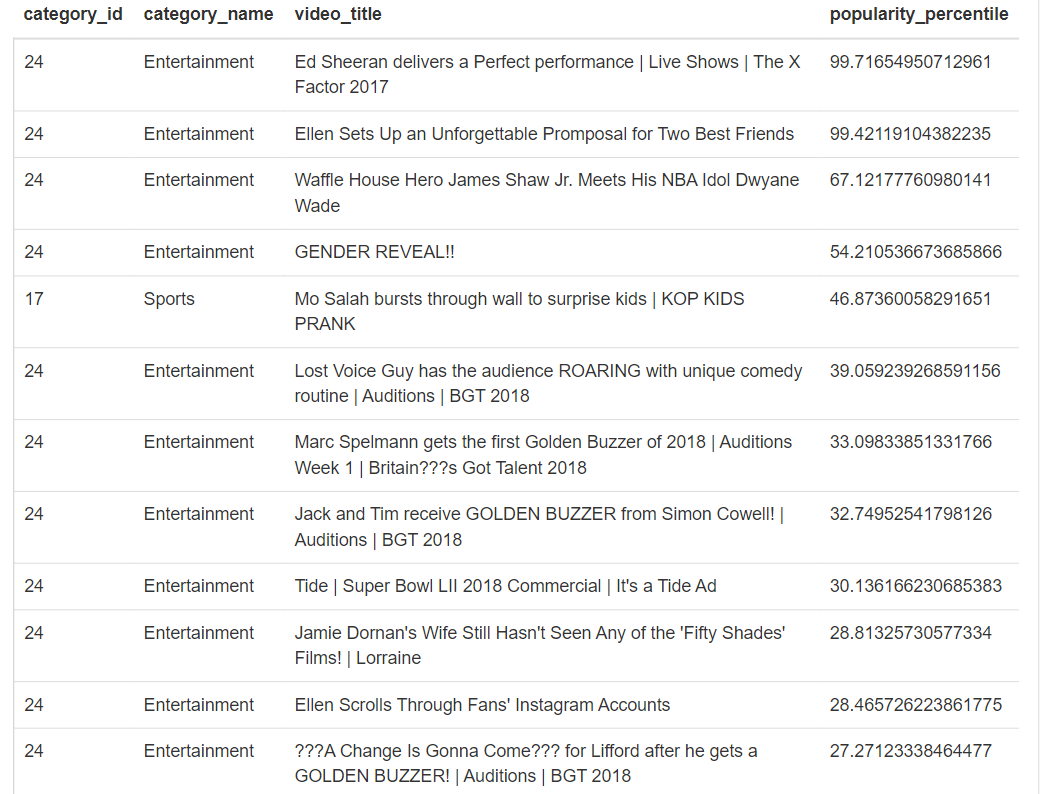 category_id category_name video_title popularity_percentile
24 Entertainment Ed Sheeran delivers a Perfect performance | Live Shows | The X 99.71654950712961
Factor 2017
24 Entertainment Ellen Sets Up an Unforgettable Promposal for Two Best Friends 99.42119104382235
24 Entertainment Waffle House Hero James Shaw Jr. Meets His NBA Idol Dwyane 67.12177760980141
Wade
24 Entertainment GENDER REVEAL!! 54.210536673685866
17 Sports Mo Salah bursts through wall to surprise kids | KOP KIDS 46.87360058291651
PRANK
24 Entertainment Lost Voice Guy has the audience ROARING with unique comedy 39.059239268591156
routine | Auditions | BGT 2018
24 Entertainment Marc Spelmann gets the first Golden Buzzer of 2018 | Auditions 33.09833851331766
Week 1 | Britain???s Got Talent 2018
24 Entertainment Jack and Tim receive GOLDEN BUZZER from Simon Cowell! | 32.74952541798126
Auditions | BGT 2018
24 Entertainment Tide | Super Bowl LII 2018 Commercial | It's a Tide Ad 30.136166230685383
24 Entertainment Jamie Dornan's Wife Still Hasn't Seen Any of the 'Fifty Shades' 28.81325730577334
Films! | Lorraine
24 Entertainment Ellen Scrolls Through Fans' Instagram Accounts 28.465726223861775
24 Entertainment ???A Change Is Gonna Come??? for Lifford after he gets a 27.27123338464477
GOLDEN BUZZER! | Auditions | BGT 2018